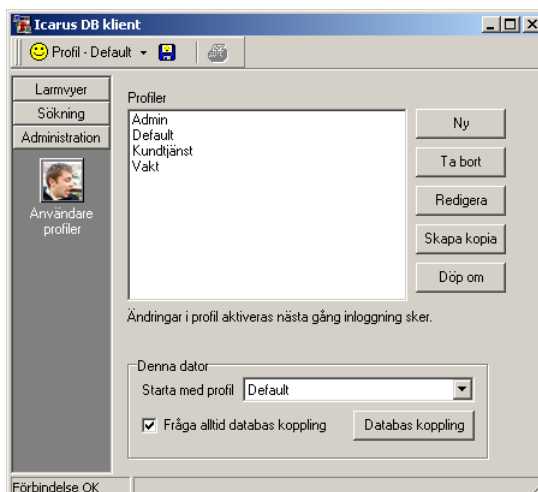 Icarus DB klient
Profil - Default
Larmvyer
Sökning
Administration
Användare
profiler
Profiler
Admin
Default
Kundtjänst
Vakt
Ny
Ta bort
Redigera
Skapa kopia
Döp om
Ändringar i profil aktiveras nästa gång inloggning sker.
Denna dator
Starta med profil Default
Fråga alltid databas koppling
Databas koppling
Förbindelse OK